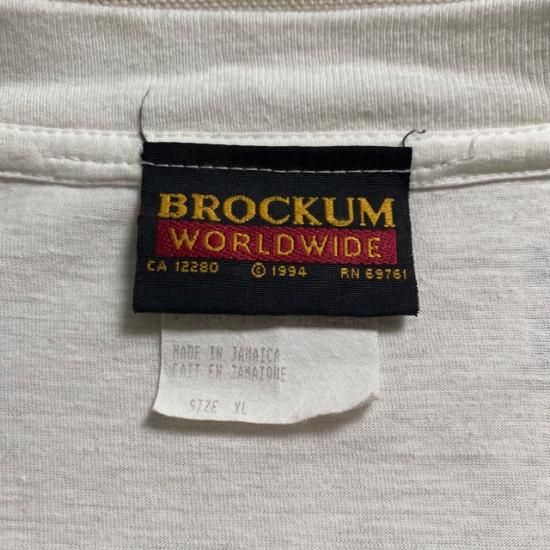 BROCKUM
WORLDWIDE
CA 12280 © 1994 RN 69761
MADE IN JAMAICA
FAIT EN JAMAIQUE
SIZE XL